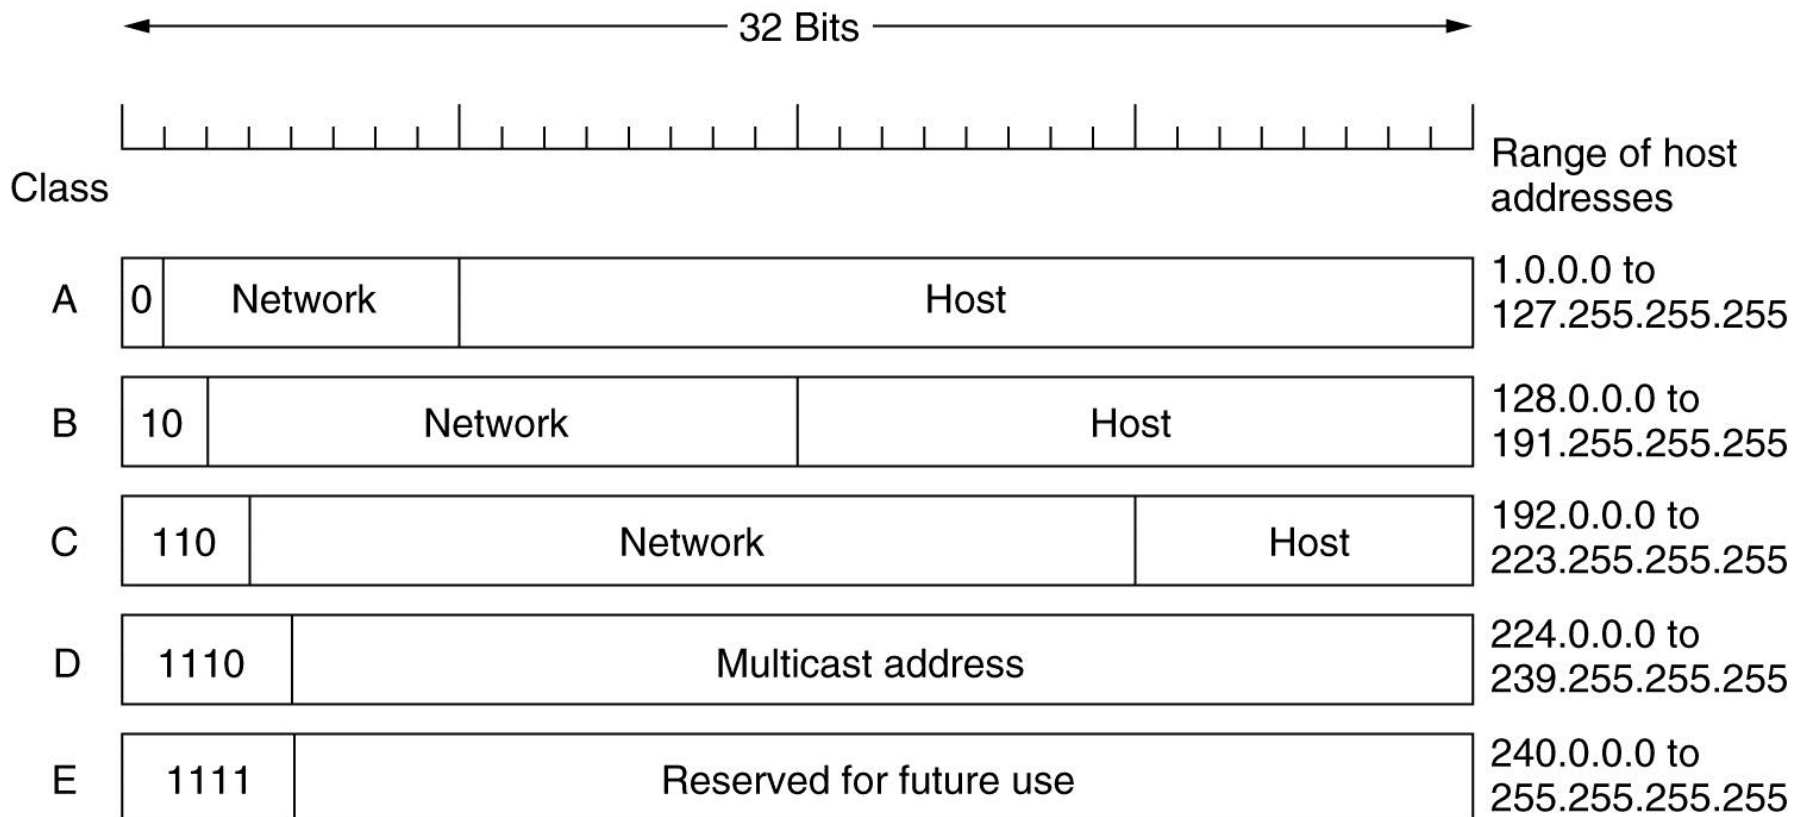 32 Bits
Range of host
addresses
Class
A
0
Network
Host
1.0.0.0 to
127.255.255.255
B
10
Network
Host
128.0.0.0 to
191.255.255.255
C
110
Network
Host
192.0.0.0 to
223.255.255.255
D
1110
Multicast address
224.0.0.0 to
239.255.255.255
E
1111
Reserved for future use
240.0.0.0 to
255.255.255.255